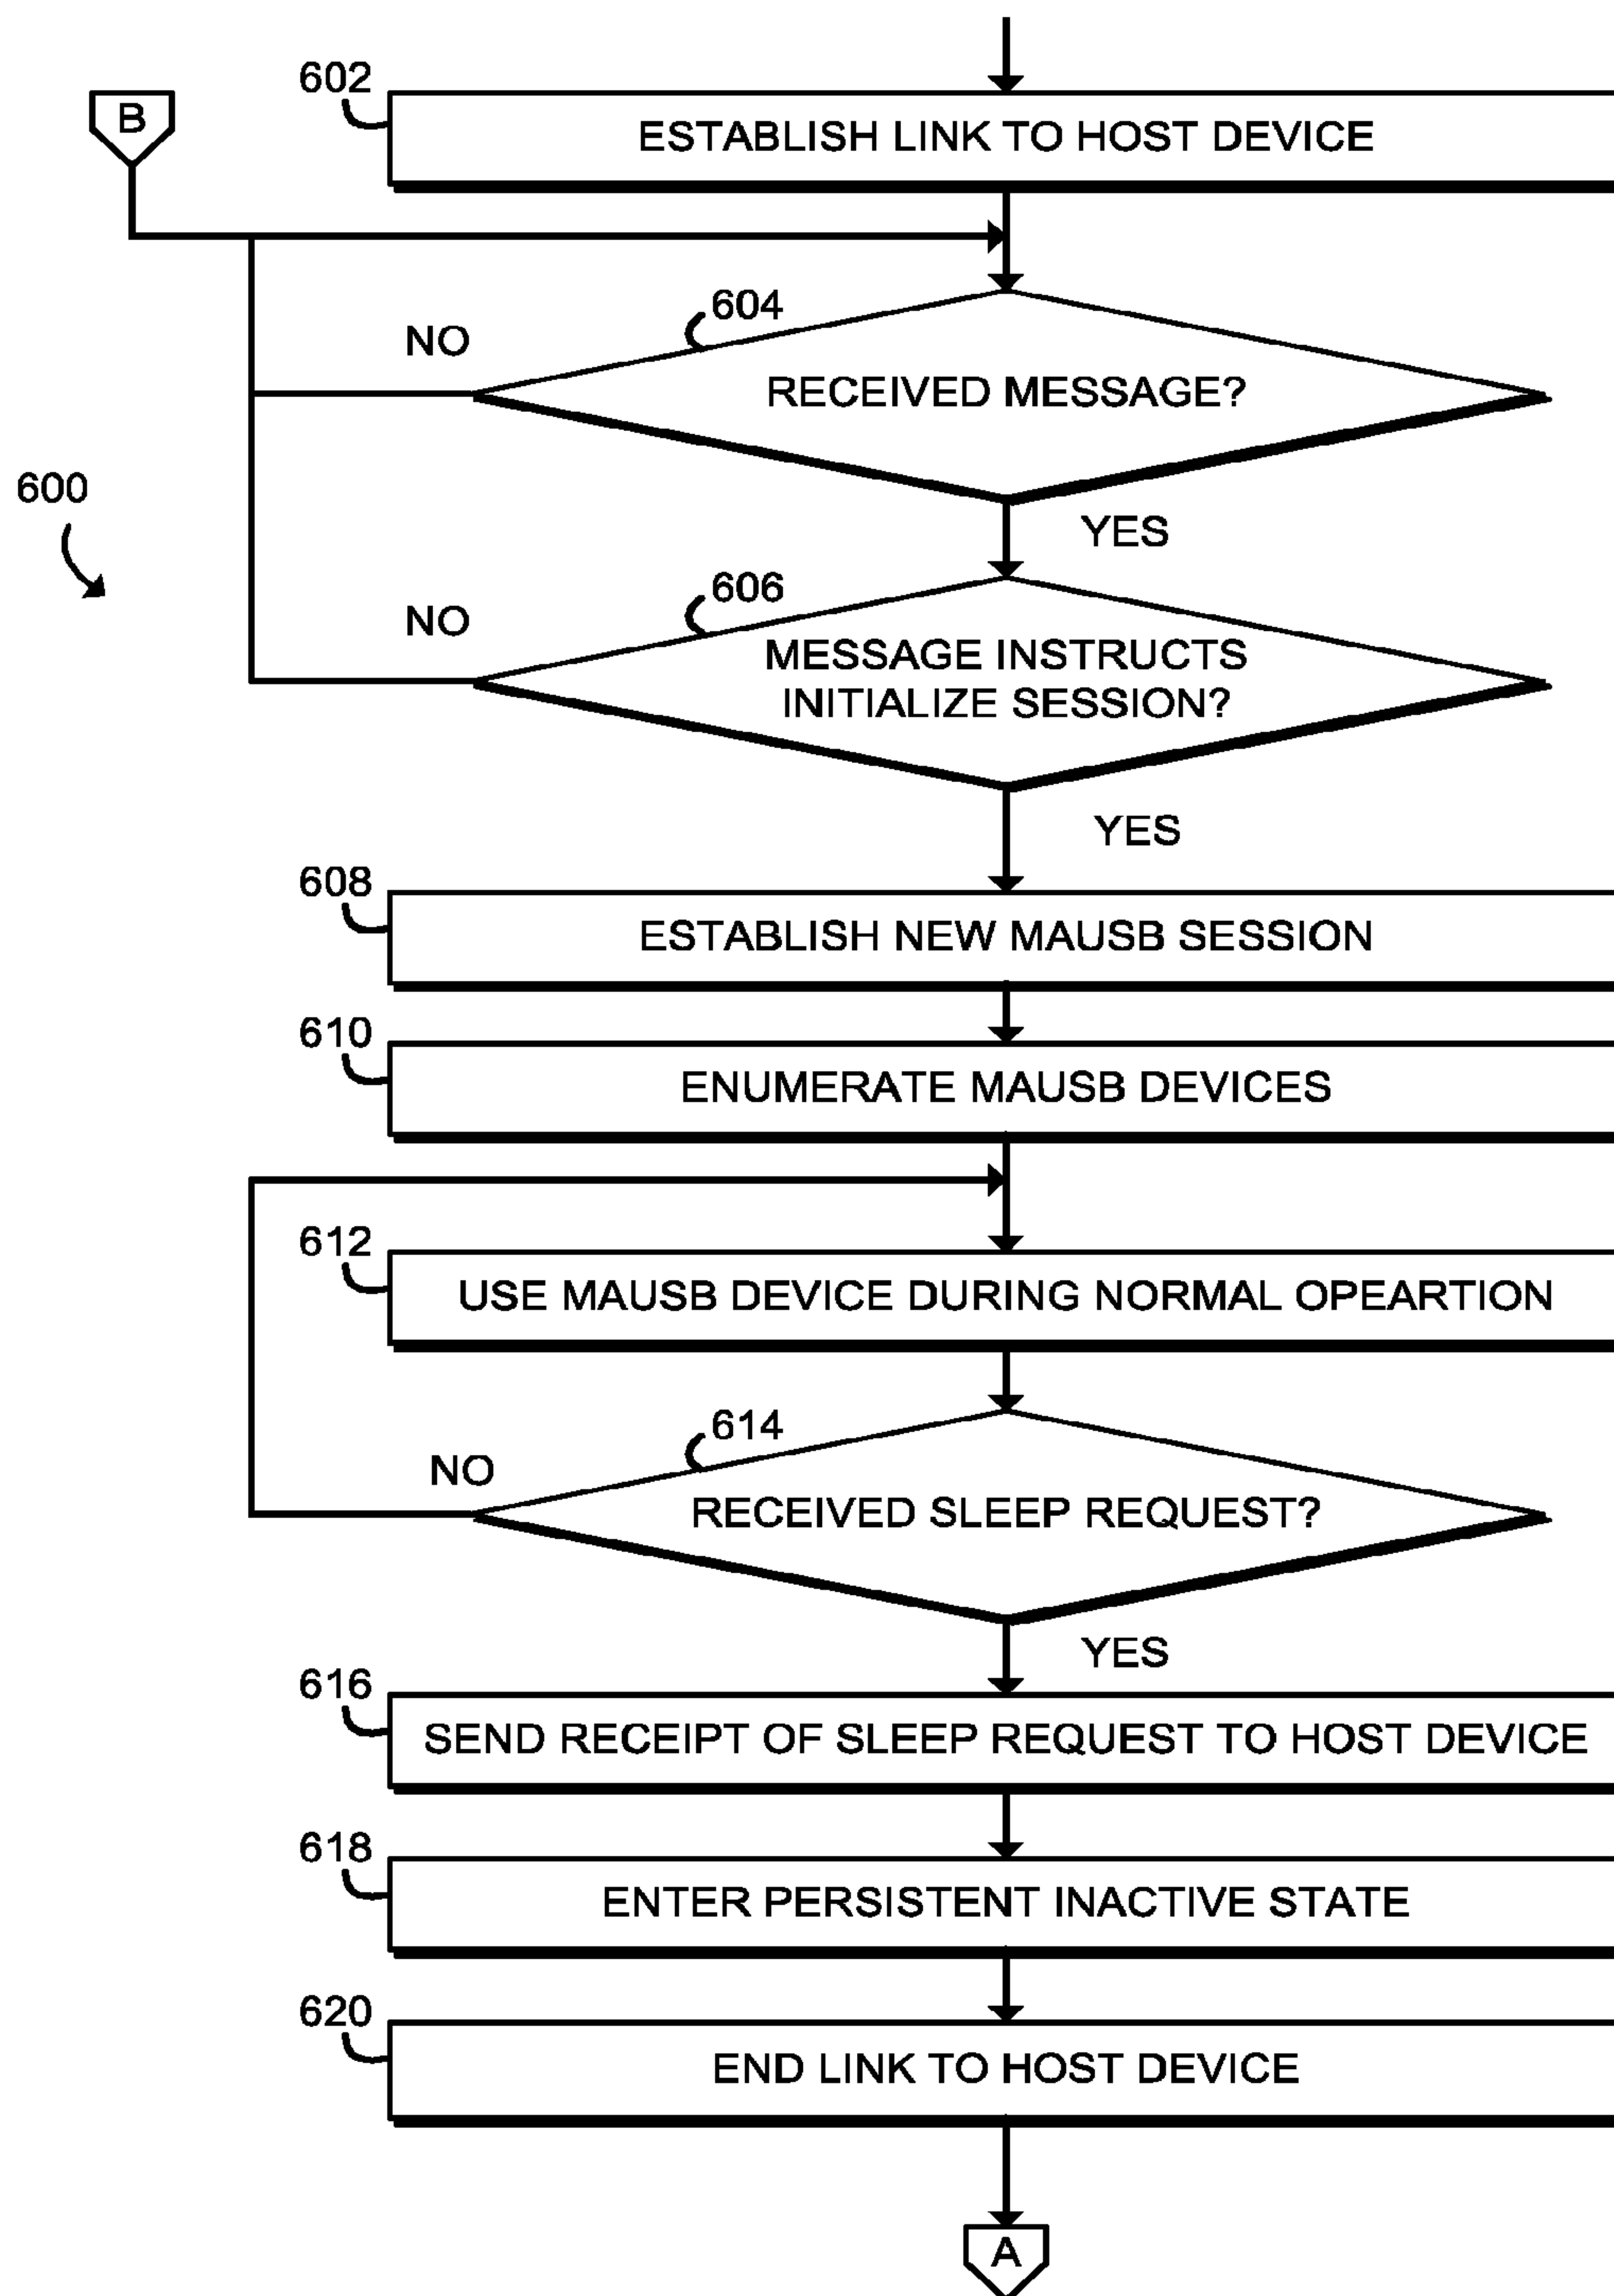 602
B
ESTABLISH LINK TO HOST DEVICE
604
NO
RECEIVED MESSAGE?
600
YES
606
NO
MESSAGE INSTRUCTS
INITIALIZE SESSION?
YES
608
ESTABLISH NEW MAUSB SESSION
610
ENUMERATE MAUSB DEVICES
612
USE MAUSB DEVICE DURING NORMAL OPEARTION
614
NO
RECEIVED SLEEP REQUEST?
YES
616
SEND RECEIPT OF SLEEP REQUEST TO HOST DEVICE
618
ENTER PERSISTENT INACTIVE STATE
620
END LINK TO HOST DEVICE
A